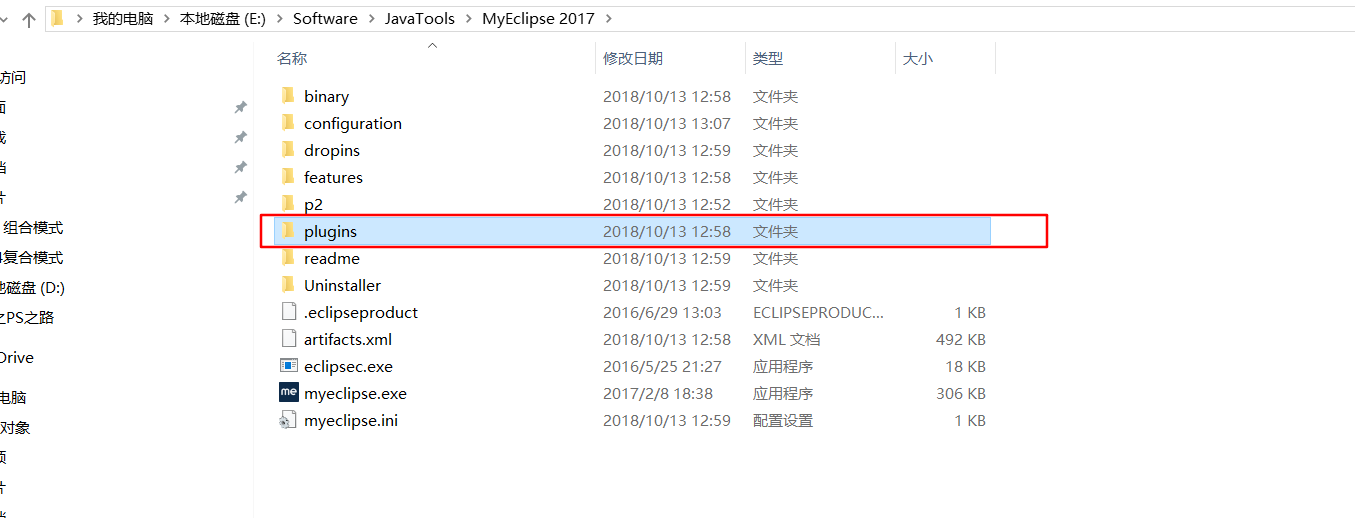 我的电脑 本地磁盘 (E:) Software JavaTools MyEclipse 2017
名称 修改日期 类型 大小
访问
binary 2018/10/13 12:58 文件夹
面
configuration 2018/10/13 13:07 文件夹
dropins 2018/10/13 12:59 文件夹
features 2018/10/13 12:58 文件夹
p2 2018/10/13 12:52 文件夹
组合模式
plugins 2018/10/13 12:58 文件夹
复合模式
readme 2018/10/13 12:59 文件夹
地磁盘 (D:)
Uninstaller 2018/10/13 12:59 文件夹
之PS之路
.eclipseproduct 2016/6/29 13:03 ECLIPSEPRODUC... 1 KB
artifacts.xml 2018/10/13 12:58 XML 文档 492 KB
Drive
eclipsec.exe 2016/5/25 21:27 应用程序 18 KB
电脑
me myeclipse.exe 2017/2/8 18:38 应用程序 306 KB
对象
myeclipse.ini 2018/10/13 12:59 配置设置 1 KB